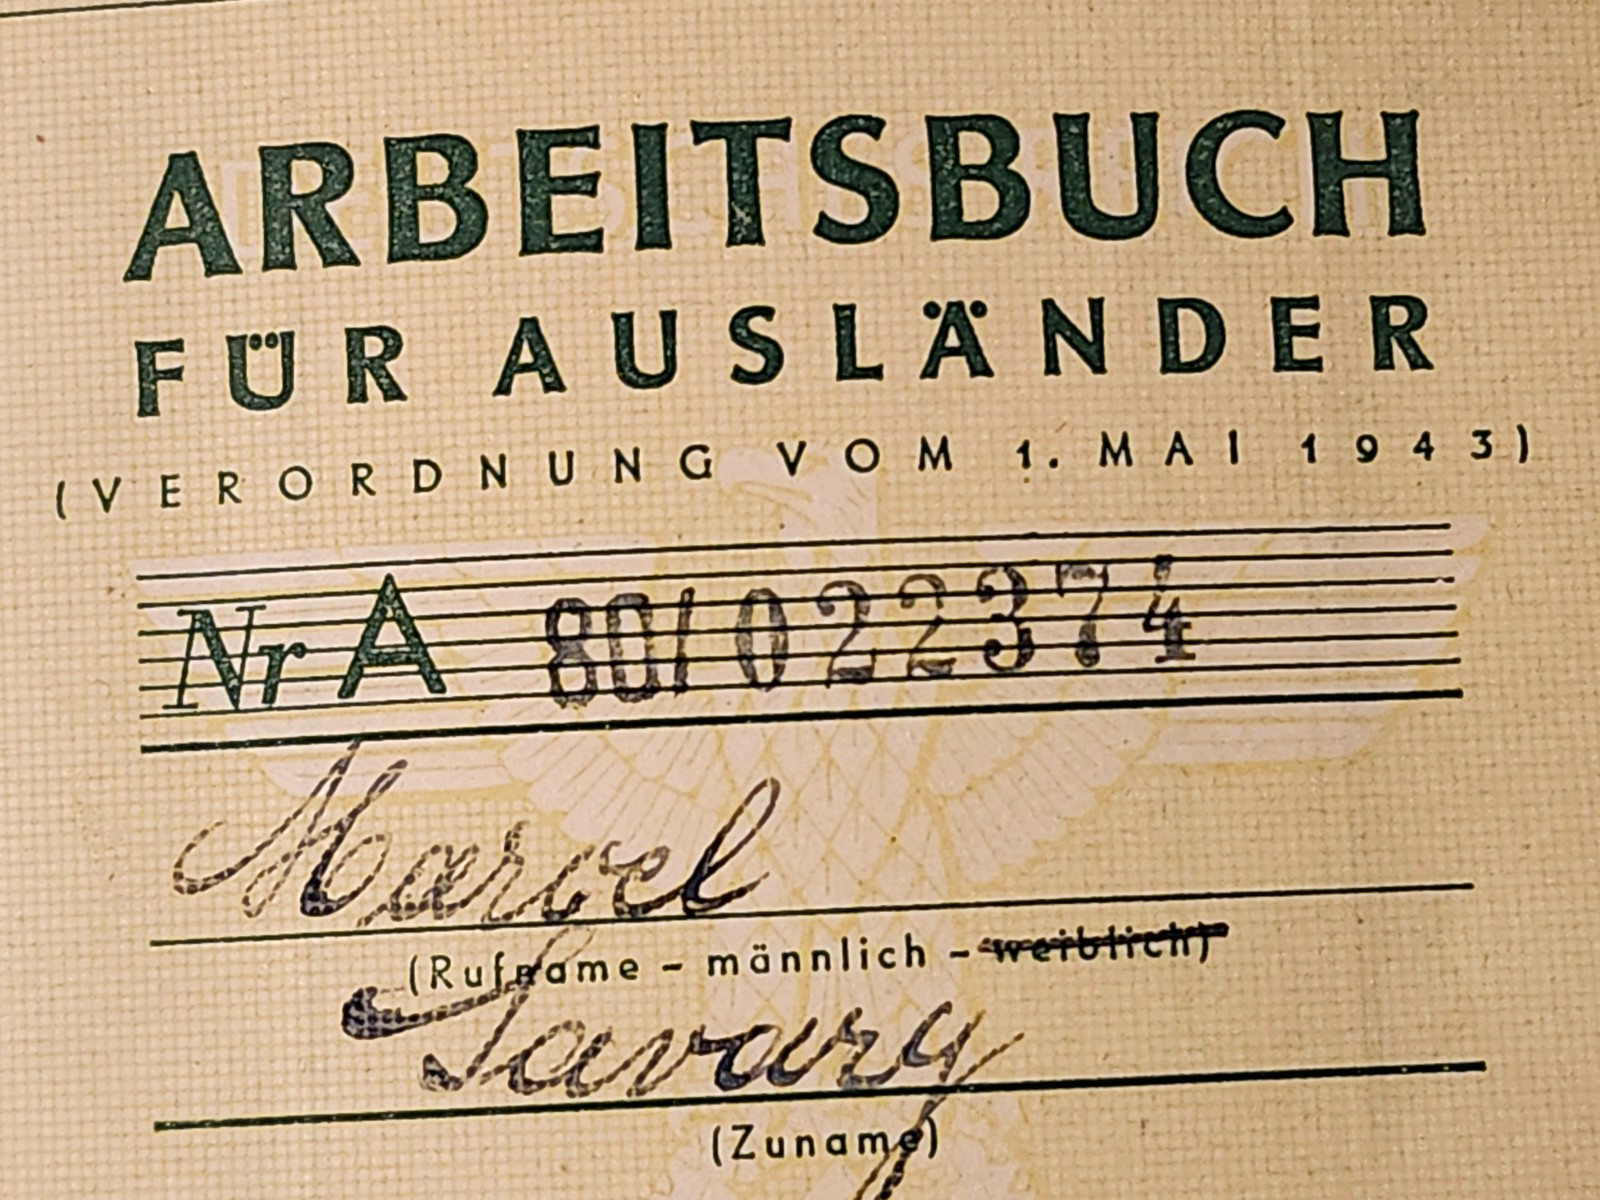 ARBEITSBUCH
FÜR AUSLÄNDER
(VERORDNUNG VOM 1. MAI 1943)
Nr A 80/022374
Marcel
(Rufname – männlich – weiblich)
Savary
(Zuname)